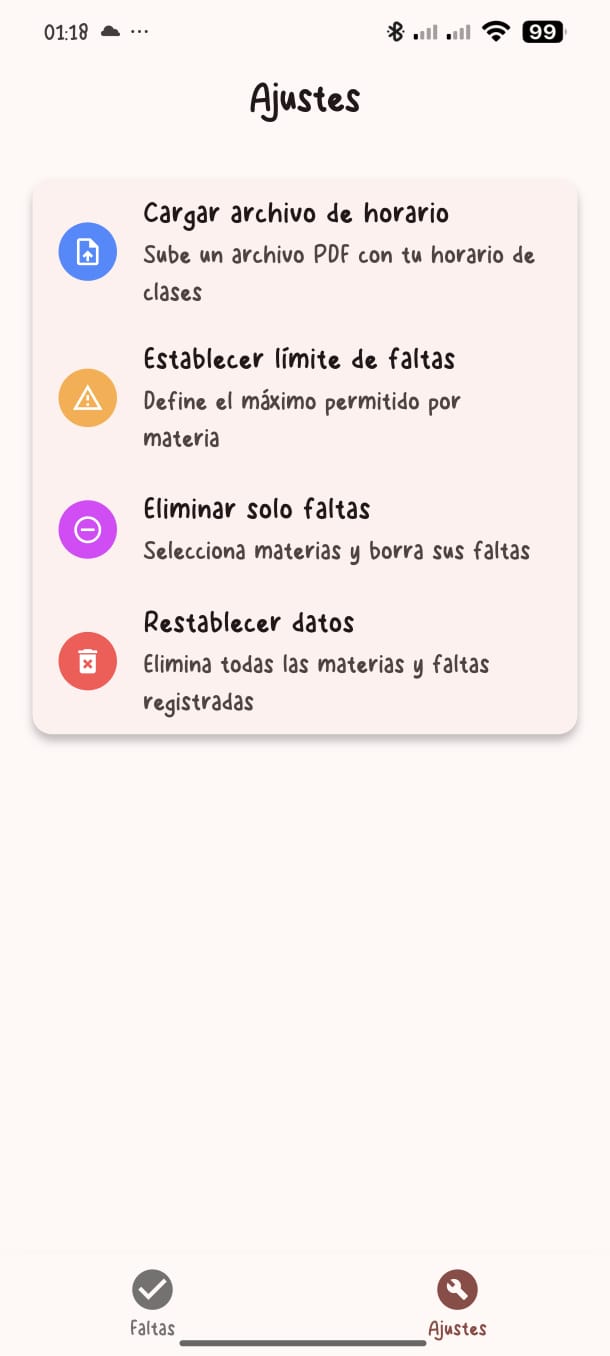 01:18
99
Ajustes
Cargar archivo de horario
Sube un archivo PDF con tu horario de
clases
Establecer límite de faltas
Define el máximo permitido por
materia
Eliminar solo faltas
Selecciona materias y borra sus faltas
Restablecer datos
Elimina todas las materias y faltas
registradas
Faltas
Ajustes